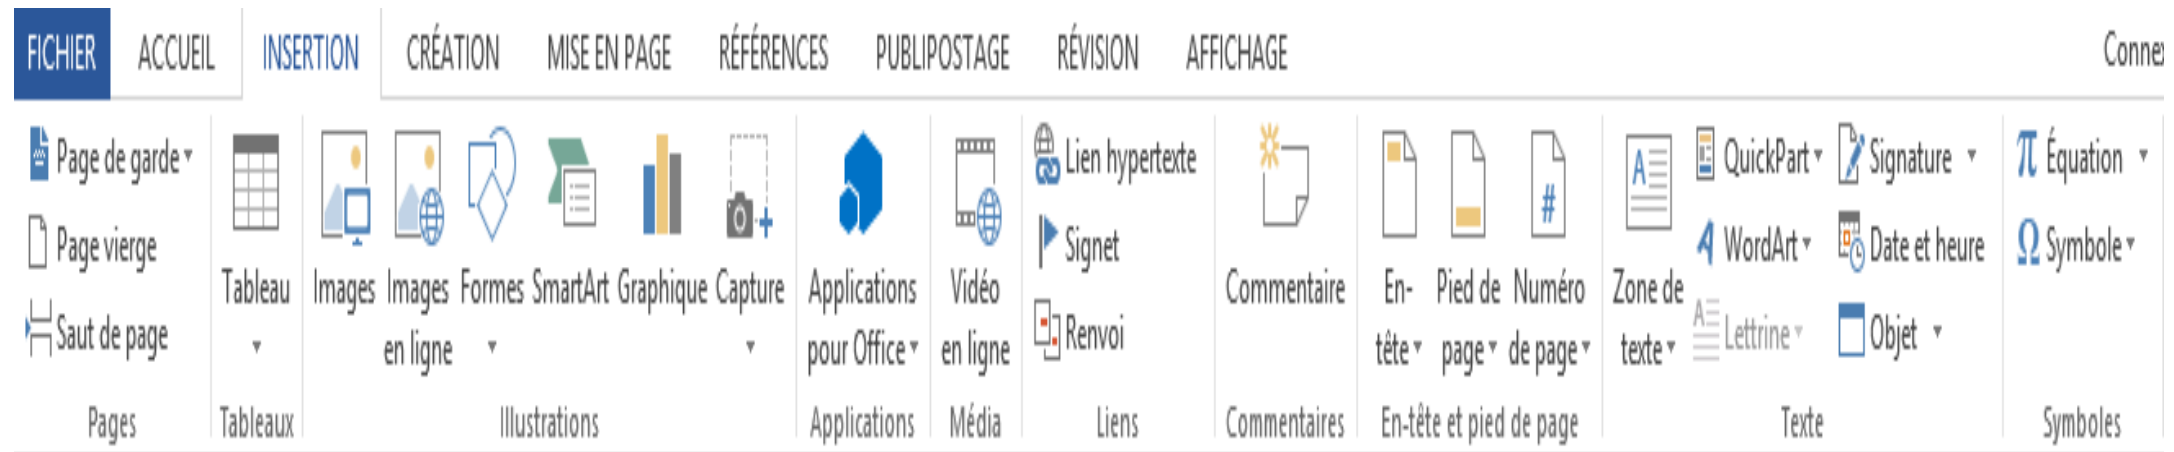 FICHIER ACCUEIL INSERTION CRÉATION MISE EN PAGE RÉFÉRENCES PUBLIPOSTAGE RÉVISION AFFICHAGE
Page de garde
Page vierge
Saut de page
Pages
Tableau
Tableaux
Images
Images
en ligne
Formes
SmartArt
Graphique
Capture
Illustrations
Applications
pour Office
Applications
Vidéo
en ligne
Média
Lien hypertexte
Signet
Renvoi
Liens
Commentaire
Commentaires
En-
tête
Pied de
page
Numéro
de page
En-tête et pied de page
Zone de
texte
QuickPart
WordArt
Lettrine
Signature
Date et heure
Objet
Texte
Équation
Symbole
Symboles